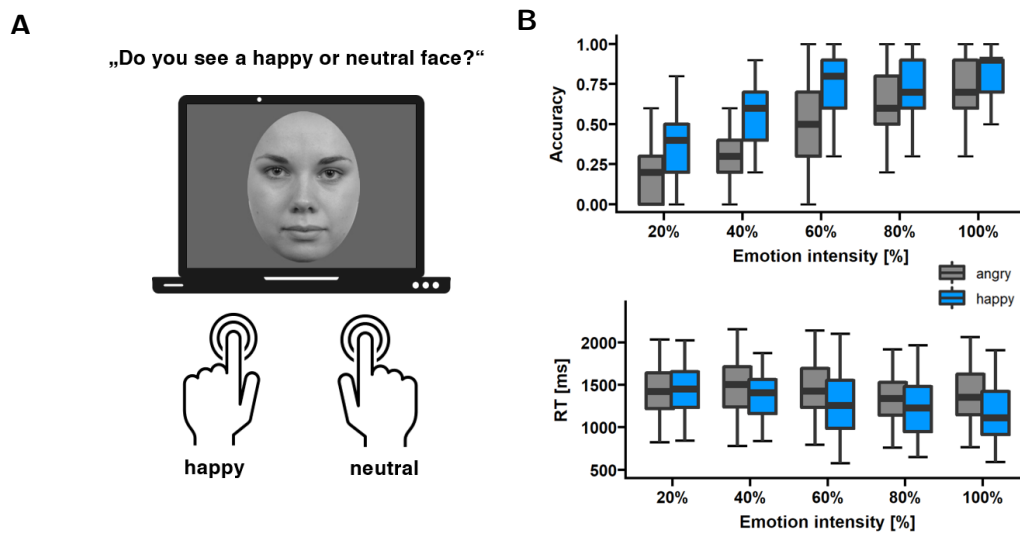 A
„Do you see a happy or neutral face?“
happy
neutral
B
1.00
0.75
0.50
0.25
0.00
Accuracy
20%
40%
60%
80%
100%
Emotion intensity [%]
angry
happy
2000
1500
1000
500
RT [ms]
20%
40%
60%
80%
100%
Emotion intensity [%]